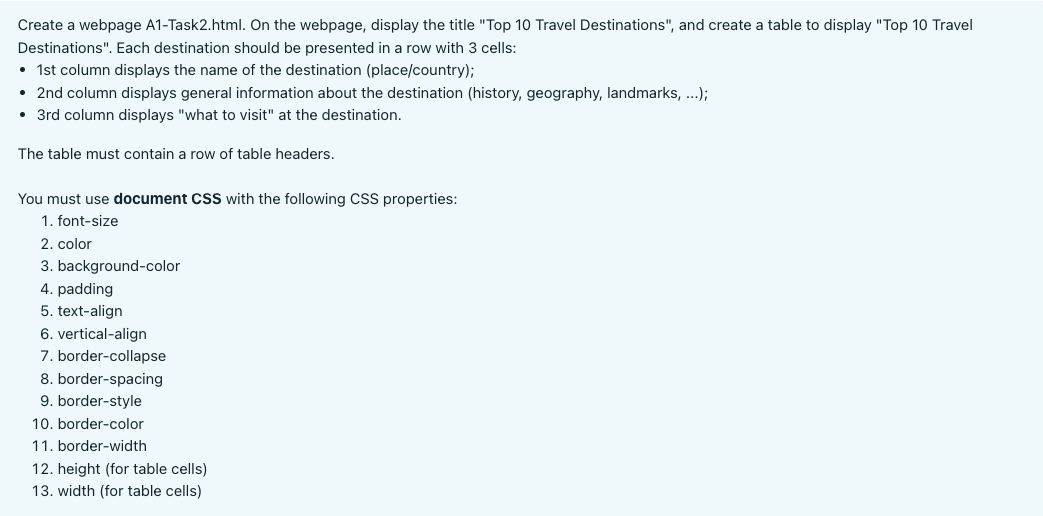 Create a webpage A1-Task2.html. On the webpage, display the title "Top 10 Travel Destinations", and create a table to display "Top 10 Travel
Destinations". Each destination should be presented in a row with 3 cells:
• 1st column displays the name of the destination (place/country);
• 2nd column displays general information about the destination (history, geography, landmarks, ...);
• 3rd column displays "what to visit" at the destination.
The table must contain a row of table headers.
You must use document CSS with the following CSS properties:
1. font-size
2. color
3. background-color
4. padding
5. text-align
6. vertical-align
7. border-collapse
8. border-spacing
9. border-style
10. border-color
11. border-width
12. height (for table cells)
13. width (for table cells)